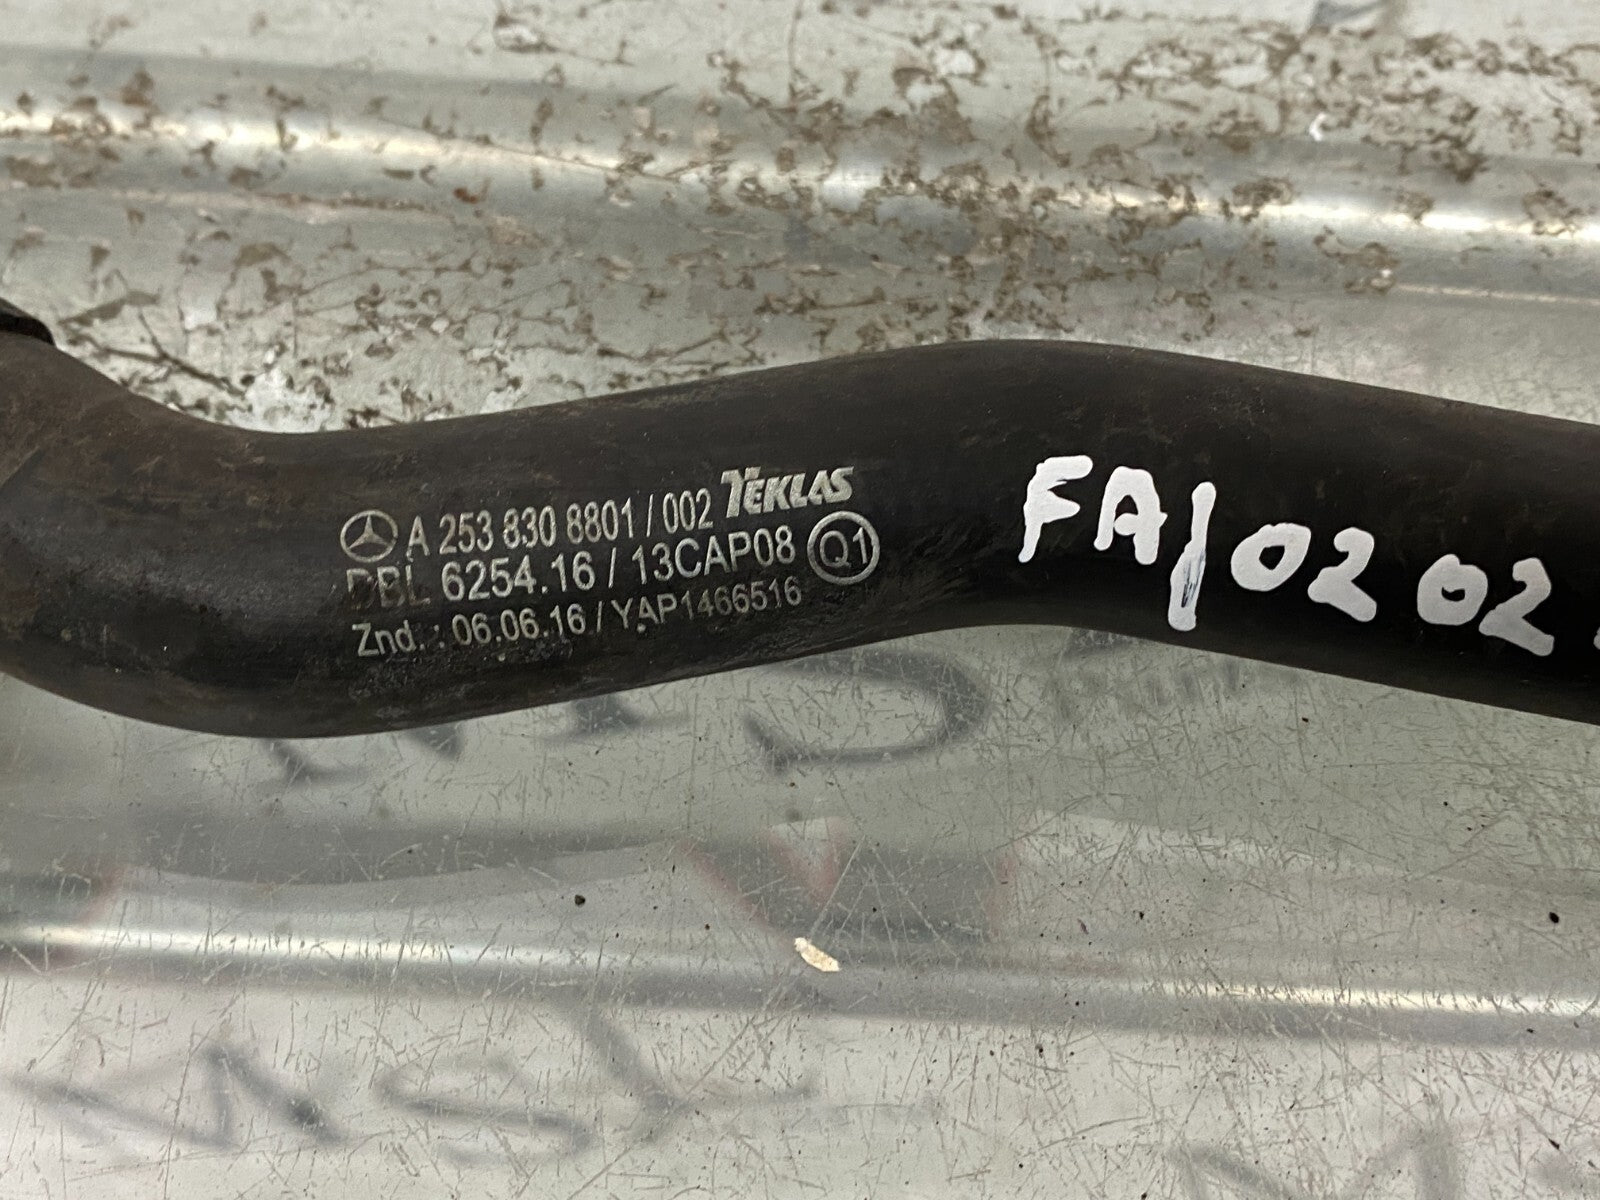 A 253 830 8801 / 002 TEKLAS
DBL 6254.16 / 13CAP08 Q1
Znd. : 06.06.16 / YAP1466516
FA/0202